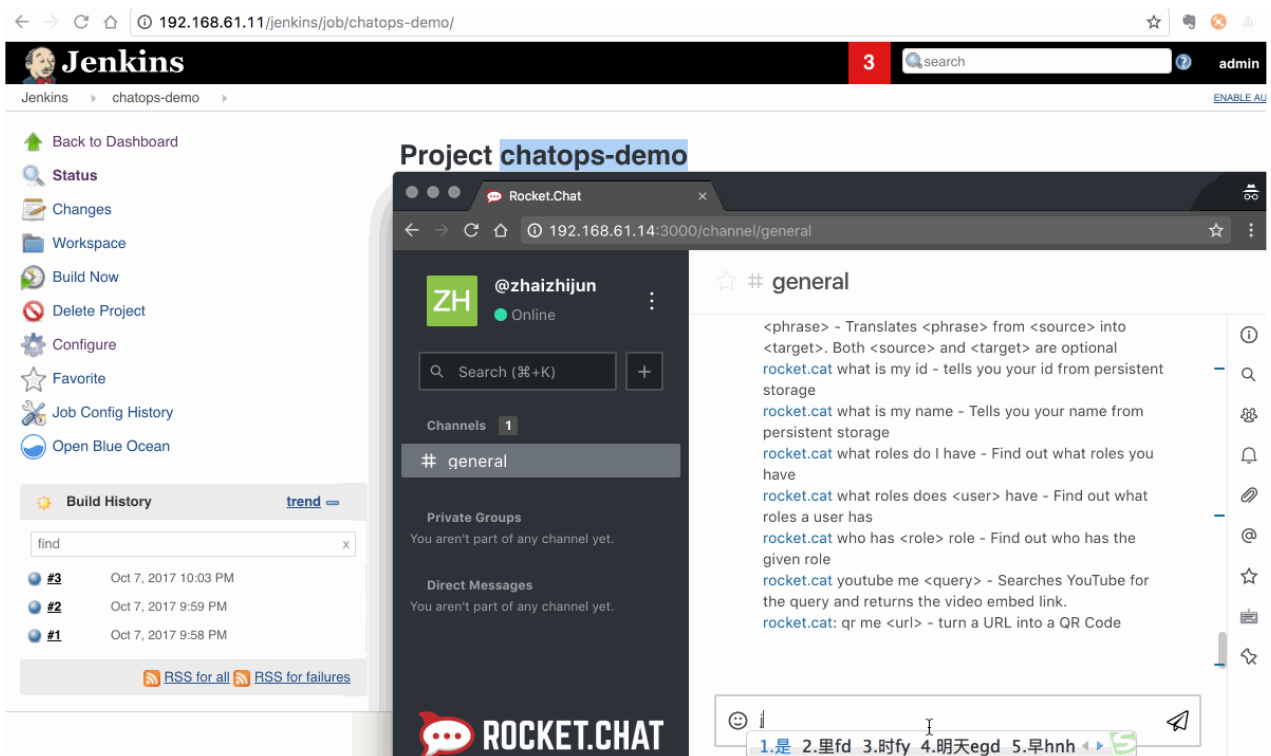 192.168.61.11/jenkins/job/chatops-demo/
Jenkins
3
search
admin
Jenkins
chatops-demo
ENABLE AU
Back to Dashboard
Status
Changes
Workspace
Build Now
Delete Project
Configure
Favorite
Job Config History
Open Blue Ocean
Build History
trend
find
x
#3 Oct 7, 2017 10:03 PM
#2 Oct 7, 2017 9:59 PM
#1 Oct 7, 2017 9:58 PM
RSS for all RSS for failures
Project chatops-demo
Rocket.Chat
192.168.61.14:3000/channel/general
ZH
@zhaizhijun
Online
Search (⌘+K)
+
Channels 1
# general
Private Groups
You aren't part of any channel yet.
Direct Messages
You aren't part of any channel yet.
ROCKET.CHAT
# general
<phrase> - Translates <phrase> from <source> into
<target>. Both <source> and <target> are optional
rocket.cat what is my id - tells you your id from persistent
storage
rocket.cat what is my name - Tells you your name from
persistent storage
rocket.cat what roles do I have - Find out what roles you
have
rocket.cat what roles does <user> have - Find out what
roles a user has
rocket.cat who has <role> role - Find out who has the
given role
rocket.cat youtube me <query> - Searches YouTube for
the query and returns the video embed link.
rocket.cat: qr me <url> - turn a URL into a QR Code
j
1.是 2.里fd 3.时fy 4.明天egd 5.早hnh